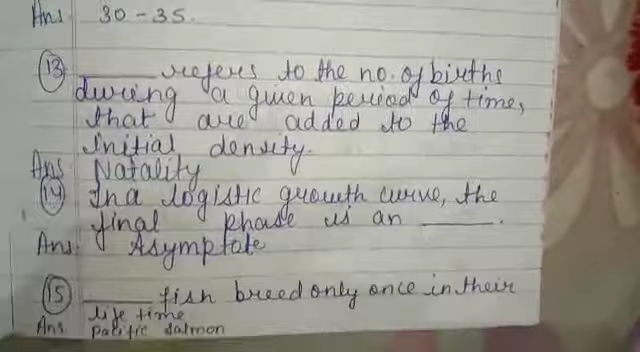 Ans 30-35.
(13) ______ refers to the no. of births
during a given period of time,
that are added to the
initial density.
Ans Natality
(14) In a logistic growth curve, the
final phase is an ______.
Ans. Asymptote
(15) ______ fish breed only once in their
life time
Ans pacific salmon